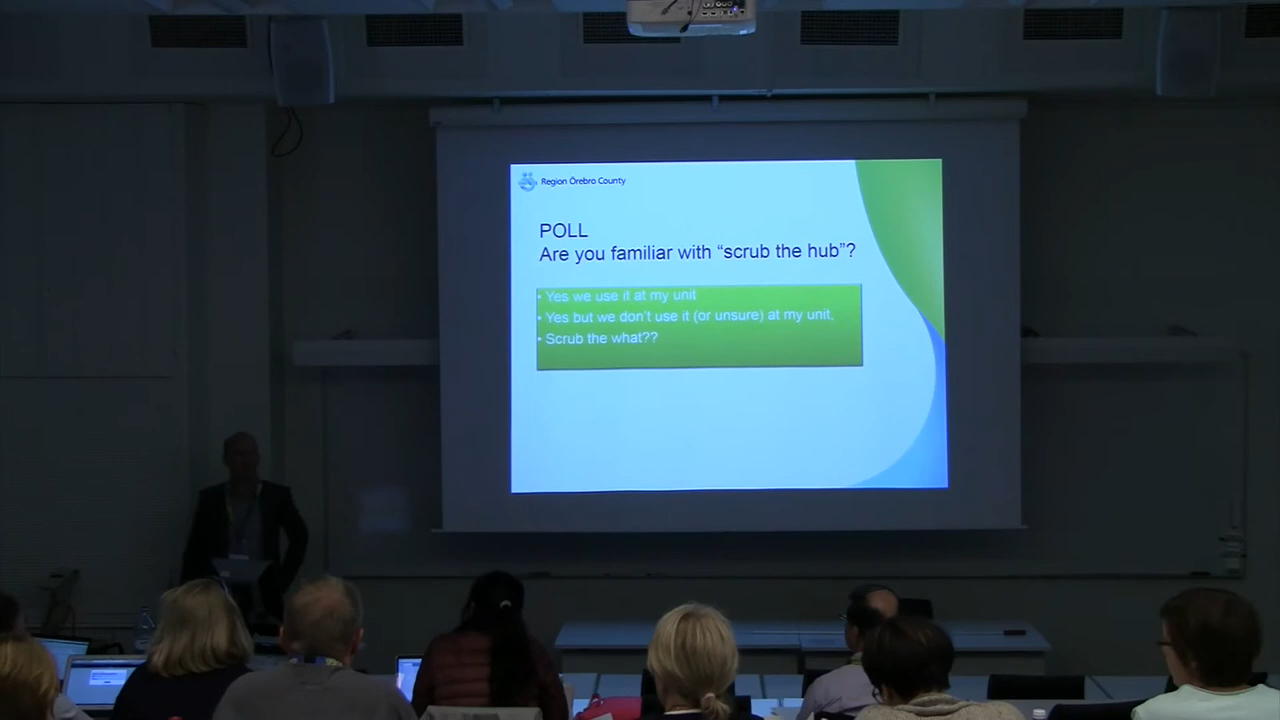 Region Örebro County
POLL
Are you familiar with “scrub the hub”?
• Yes we use it at my unit
• Yes but we don’t use it (or unsure) at my unit,
• Scrub the what??